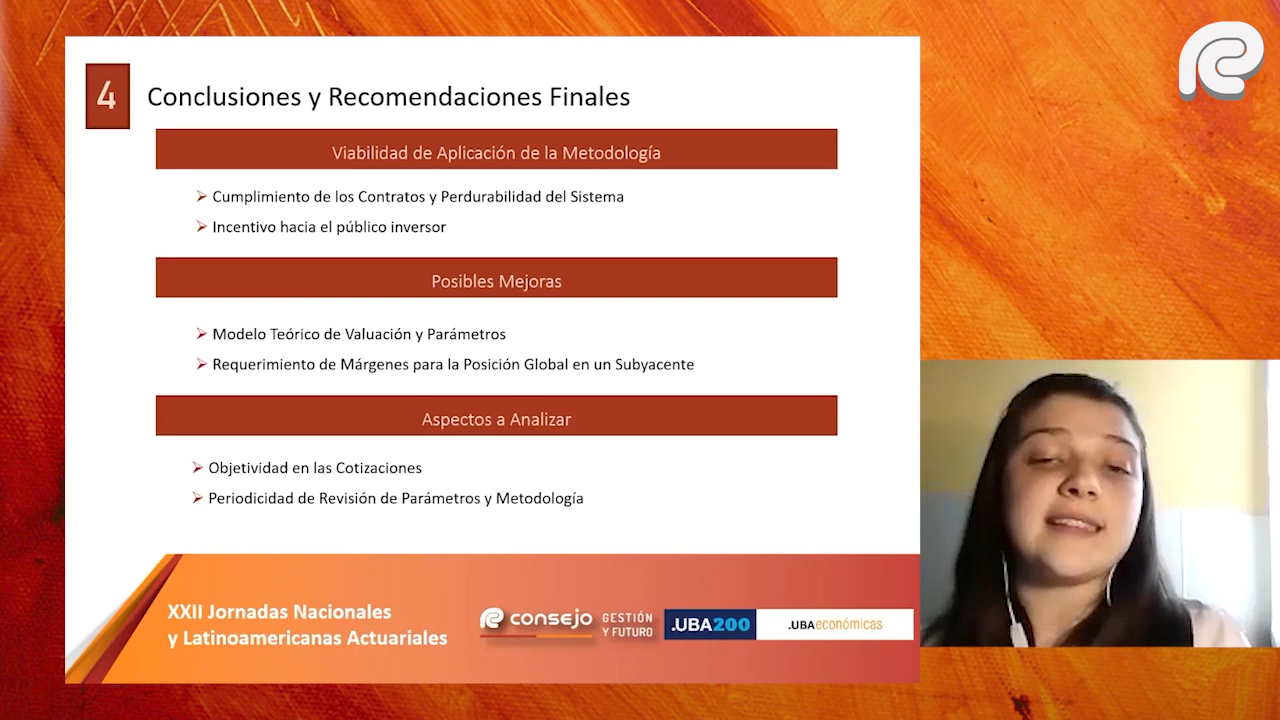 4
Conclusiones y Recomendaciones Finales
Viabilidad de Aplicación de la Metodología
Cumplimiento de los Contratos y Perdurabilidad del Sistema
Incentivo hacia el público inversor
Posibles Mejoras
Modelo Teórico de Valuación y Parámetros
Requerimiento de Márgenes para la Posición Global en un Subyacente
Aspectos a Analizar
Objetividad en las Cotizaciones
Periodicidad de Revisión de Parámetros y Metodología
XXII Jornadas Nacionales
y Latinoamericanas Actuariales
consejo
GESTIÓN
Y FUTURO
.UBA200
.UBAeconómicas